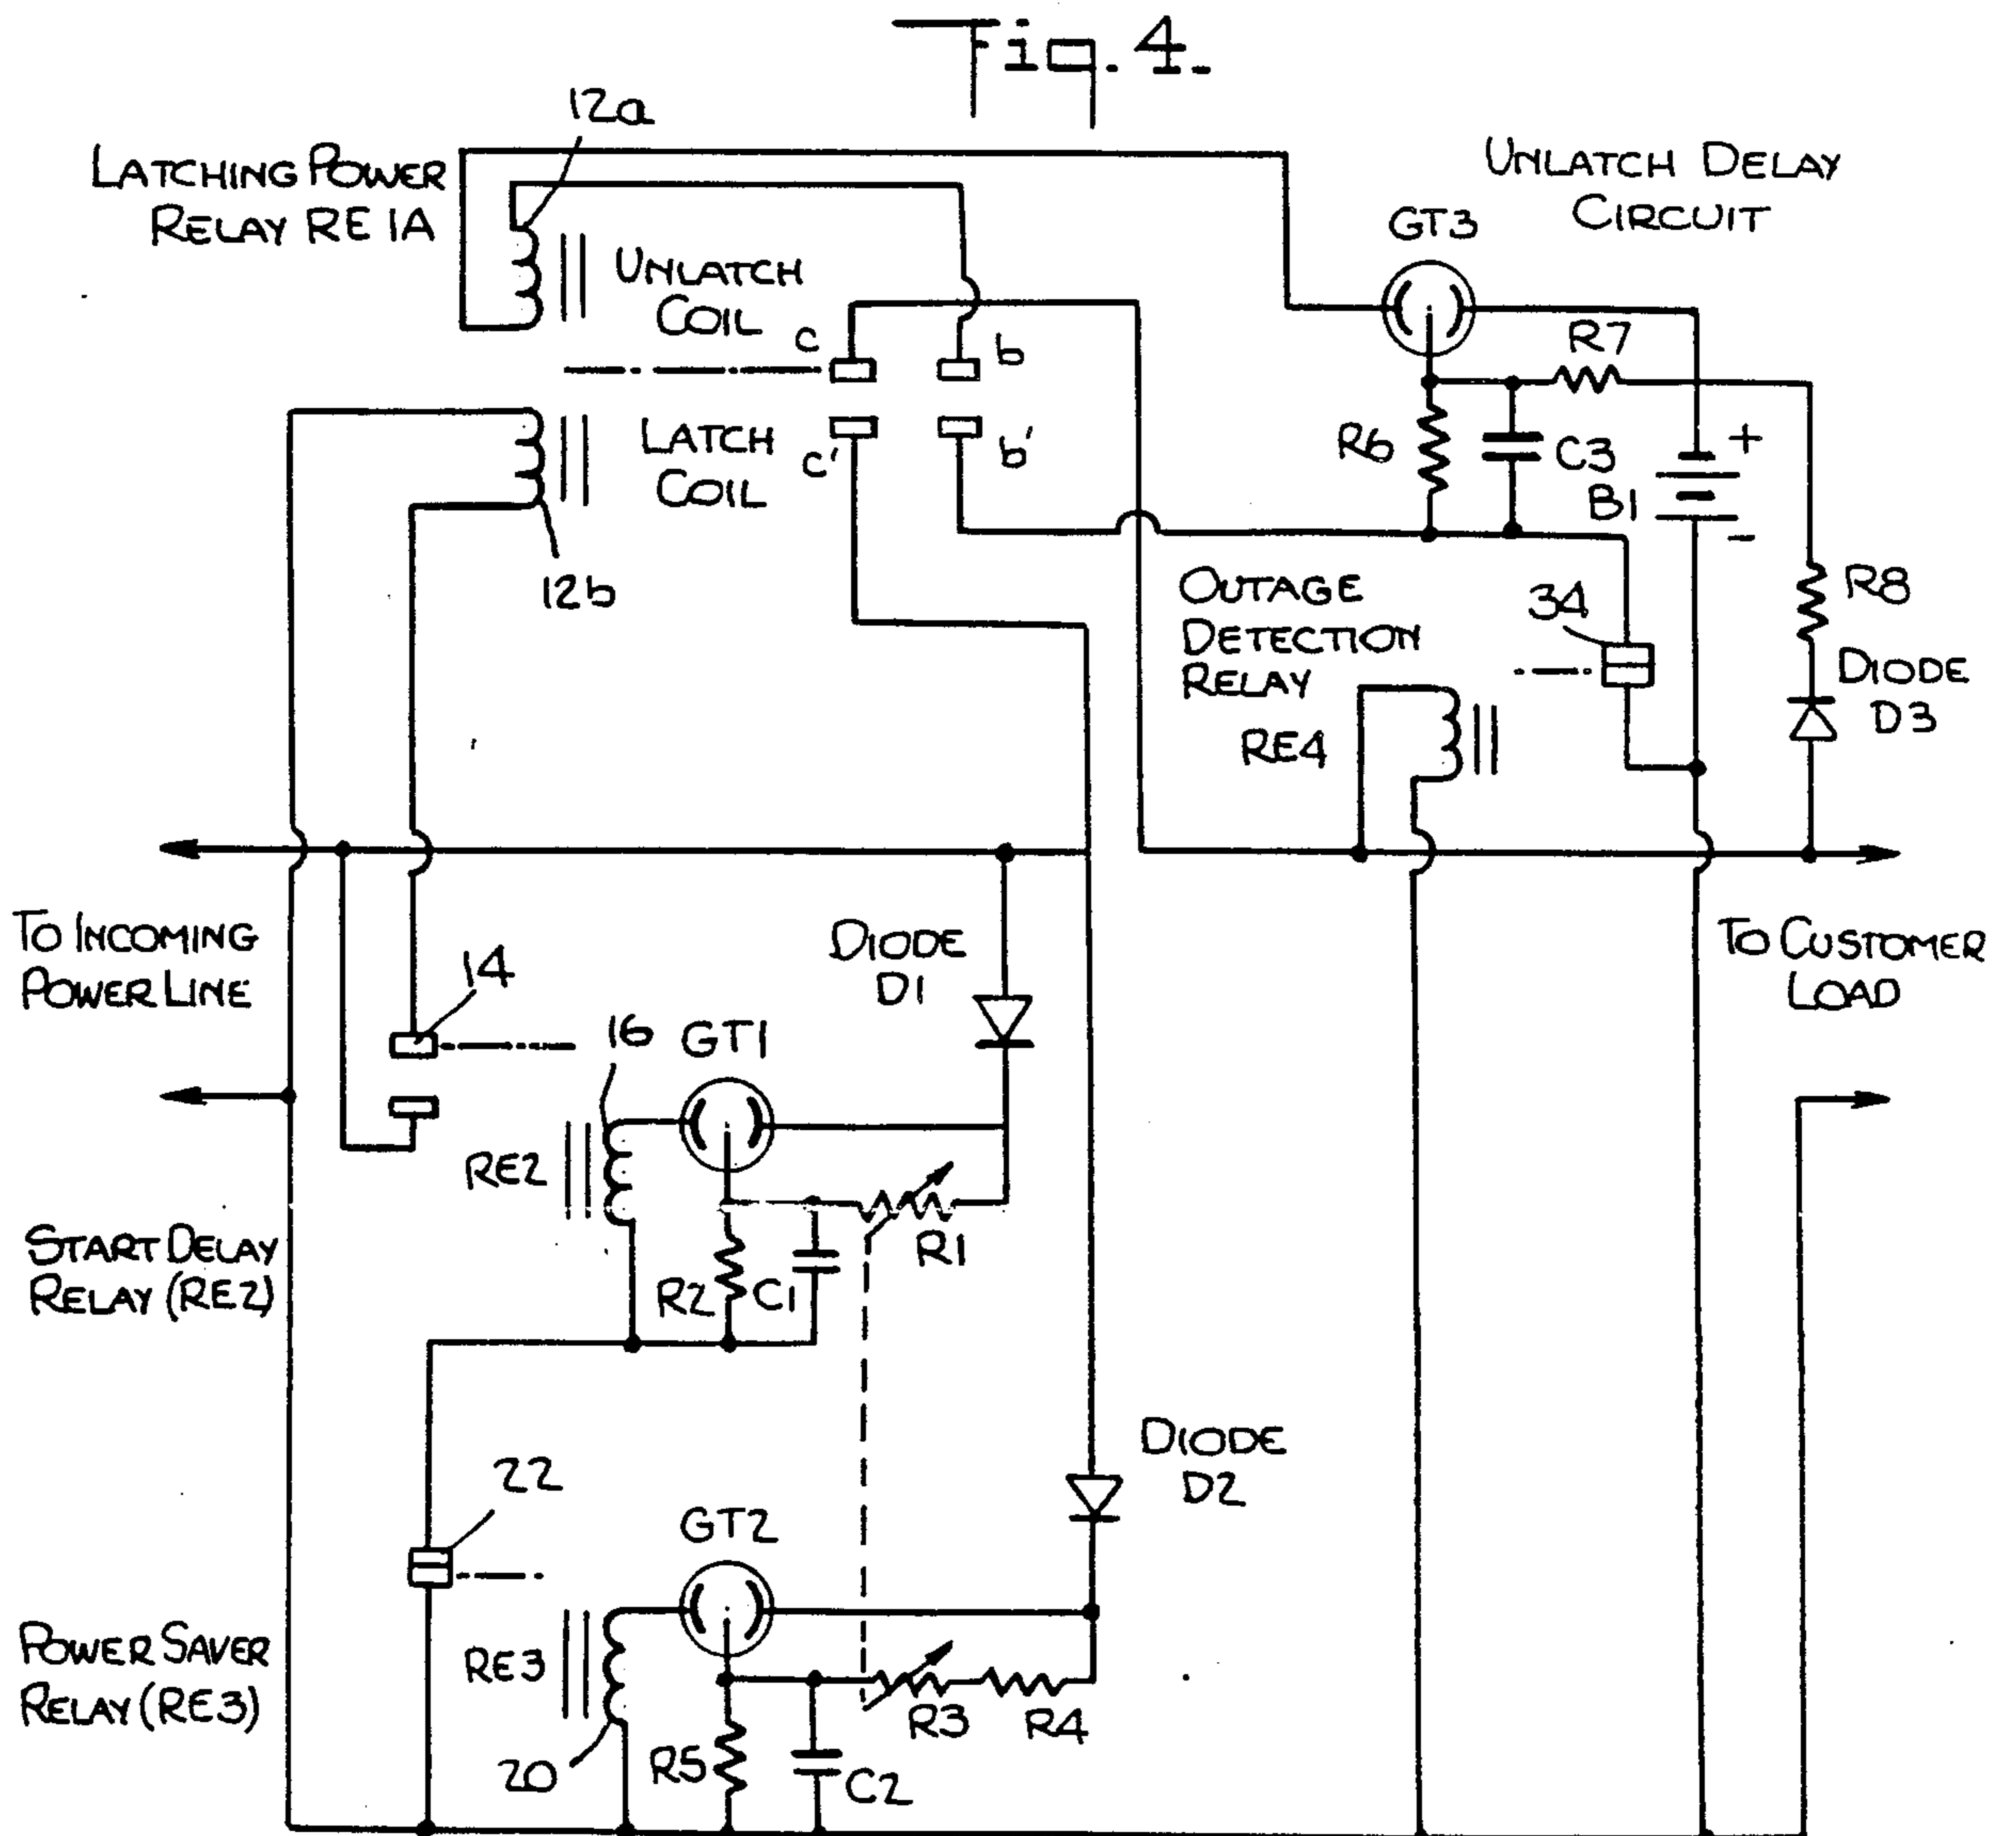 Fig. 4.
12a
LATCHING POWER
RELAY RE 1A
UNLATCH
COIL
UNLATCH DELAY
CIRCUIT
GT3
c
b
R7
LATCH
COIL
c'
b'
R6
C3
B1
+
-
12b
OUTAGE
DETECTION
RELAY
34
R8
DIODE
D3
RE4
TO INCOMING
POWER LINE
14
DIODE
D1
TO CUSTOMER
LOAD
16
GT1
RE2
R1
START DELAY
RELAY (RE2)
R2
C1
22
GT2
DIODE
D2
POWER SAVER
RELAY (RE3)
RE3
R3
R4
20
R5
C2